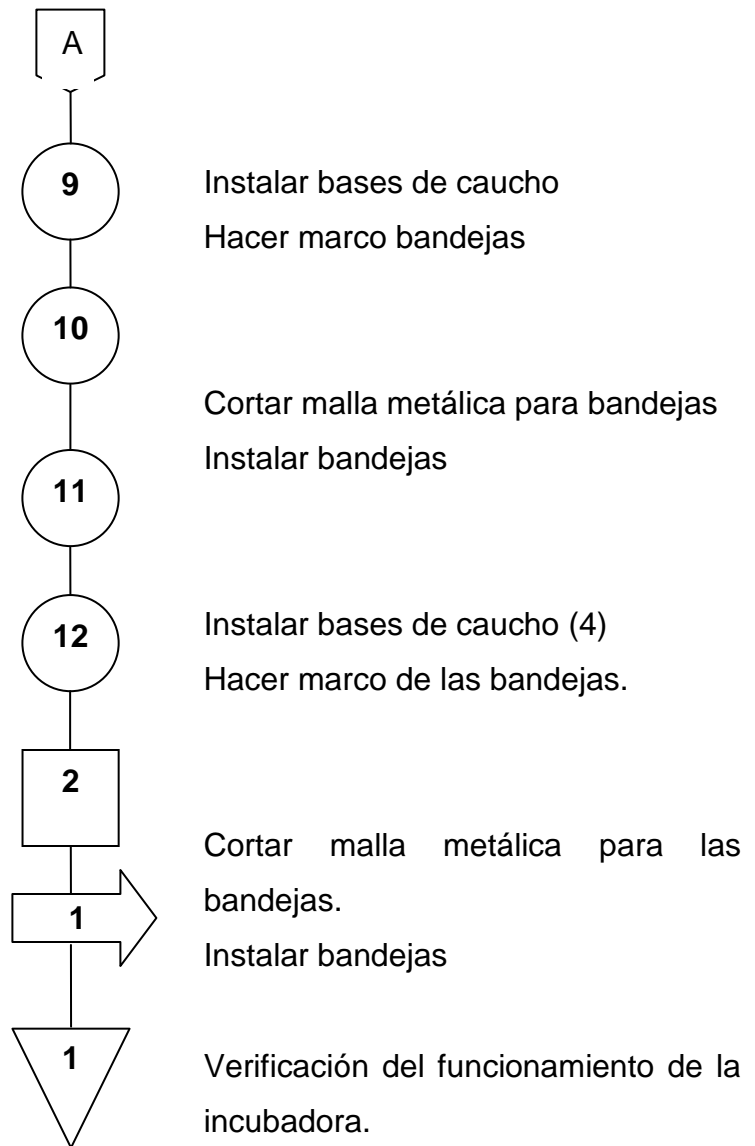 A
9
Instalar bases de caucho
Hacer marco bandejas
10
Cortar malla metálica para bandejas
Instalar bandejas
11
12
Instalar bases de caucho (4)
Hacer marco de las bandejas.
2
Cortar malla metálica para las
bandejas.
1
Instalar bandejas
1
Verificación del funcionamiento de la
incubadora.